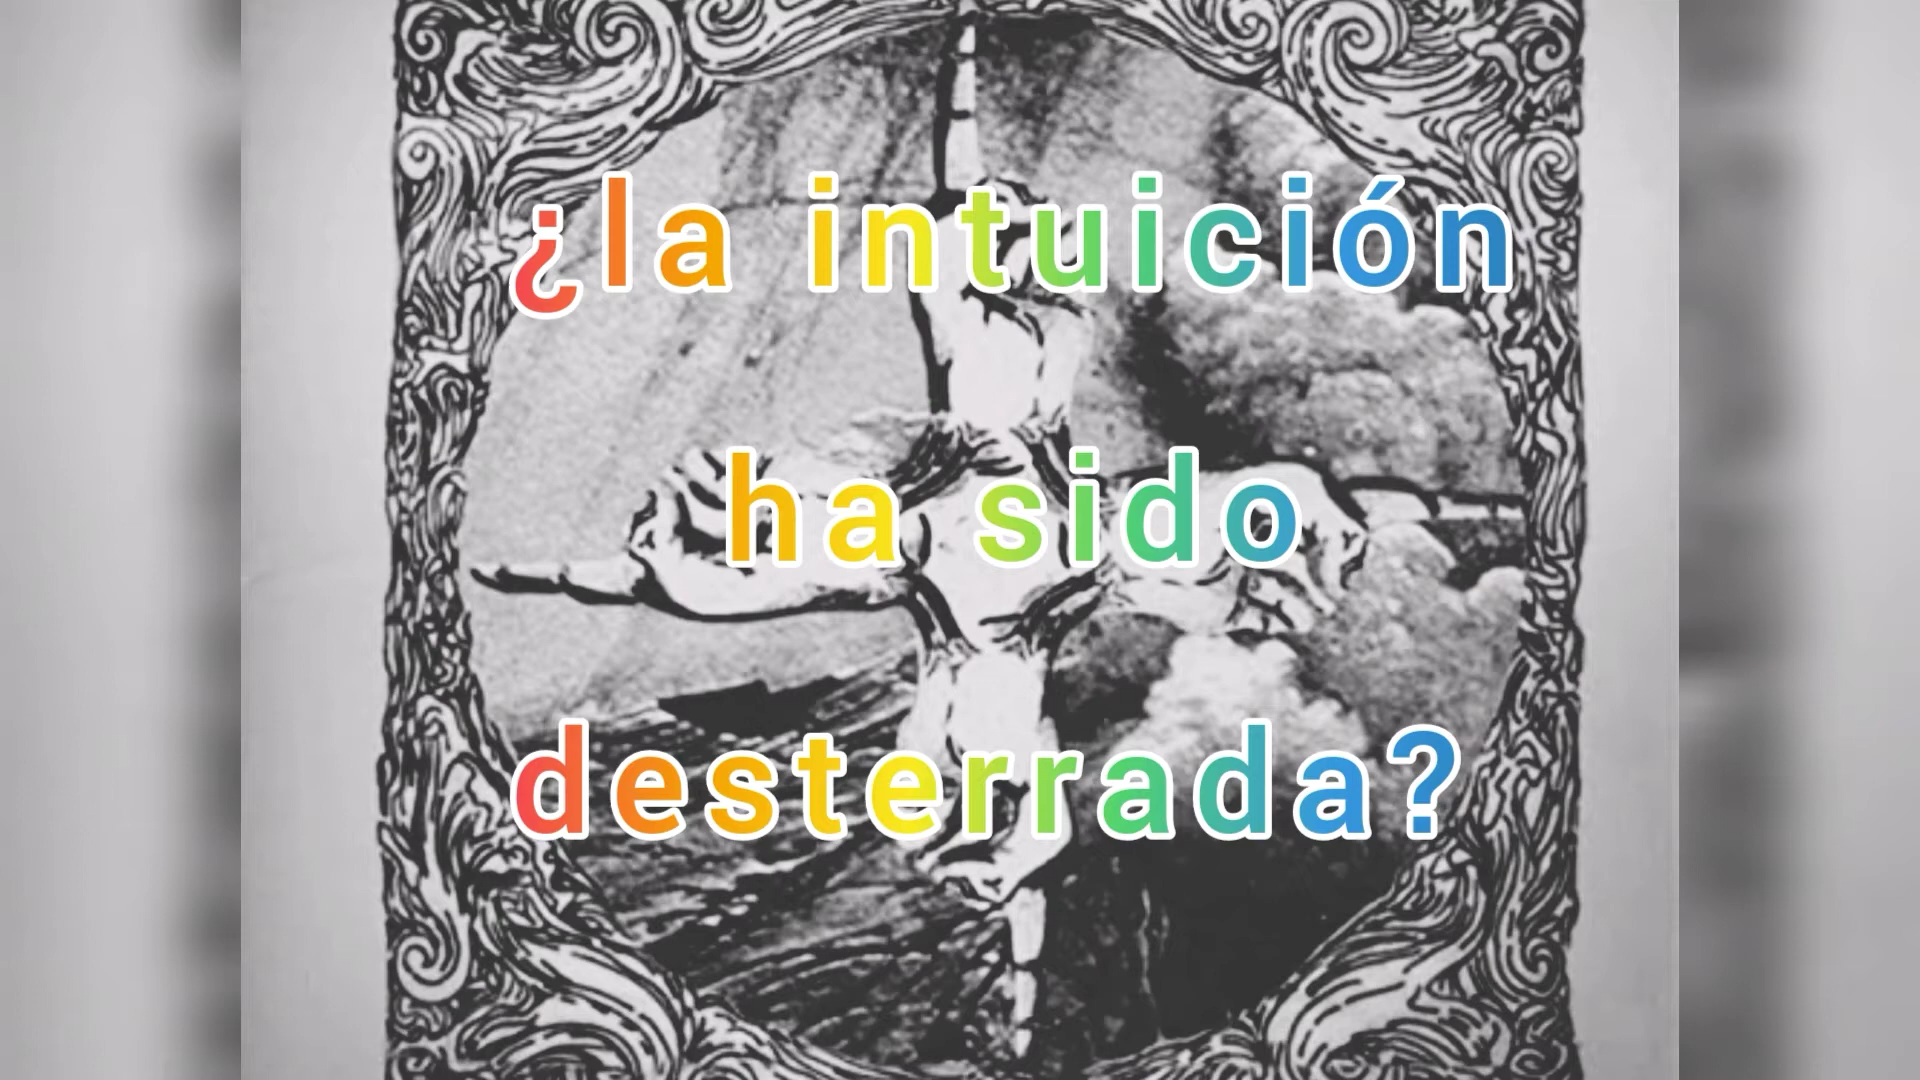 ¿la intuición
ha sido
desterrada?